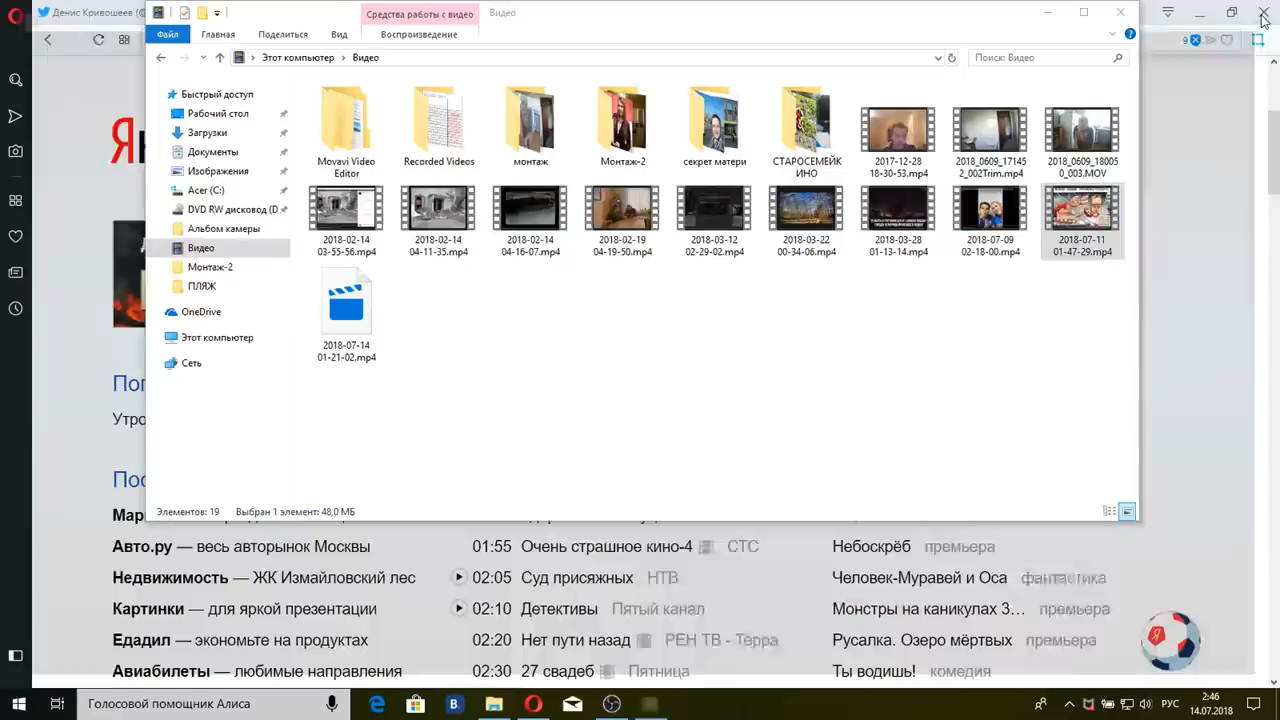 Денис Кривошеев (@
Средства работы с видео
Видео
Файл
Главная
Поделиться
Вид
Воспроизведение
Этот компьютер
Видео
Поиск: Видео
9
Быстрый доступ
Рабочий стол
Загрузки
Документы
Изображения
Acer (C:)
DVD RW дисковод (D
Альбом камеры
Видео
Монтаж-2
ПЛЯЖ
OneDrive
Этот компьютер
Сеть
Movavi Video
Editor
Recorded Videos
монтаж
Монтаж-2
секрет матери
СТАРОСЕМЕЙК
ИНО
2017-12-28
18-30-53.mp4
2018_0609_17145
2_002Trim.mp4
2018_0609_18005
0_003.MOV
2018-02-14
03-55-56.mp4
2018-02-14
04-11-35.mp4
2018-02-14
04-16-07.mp4
2018-02-19
04-19-50.mp4
2018-03-12
02-29-02.mp4
2018-03-22
00-34-06.mp4
2018-03-28
01-13-14.mp4
2018-07-09
02-18-00.mp4
2018-07-11
01-47-29.mp4
2018-07-14
01-21-02.mp4
Элементов: 19
Выбран 1 элемент: 48,0 МБ
Я
Поп
Утро
Пос
Мар
Авто.ру — весь авторынок Москвы
Недвижимость — ЖК Измайловский лес
Картинки — для яркой презентации
Едадил — экономьте на продуктах
Авиабилеты — любимые направления
01:55 Очень страшное кино-4 СТС
02:05 Суд присяжных НТВ
02:10 Детективы Пятый канал
02:20 Нет пути назад РЕН ТВ - Терра
02:30 27 свадеб Пятница
Небоскрёб премьера
Человек-Муравей и Оса фантастика
Монстры на каникулах 3… премьера
Русалка. Озеро мёртвых премьера
Ты водишь! комедия
Голосовой помощник Алиса
РУС
2:46
14.07.2018